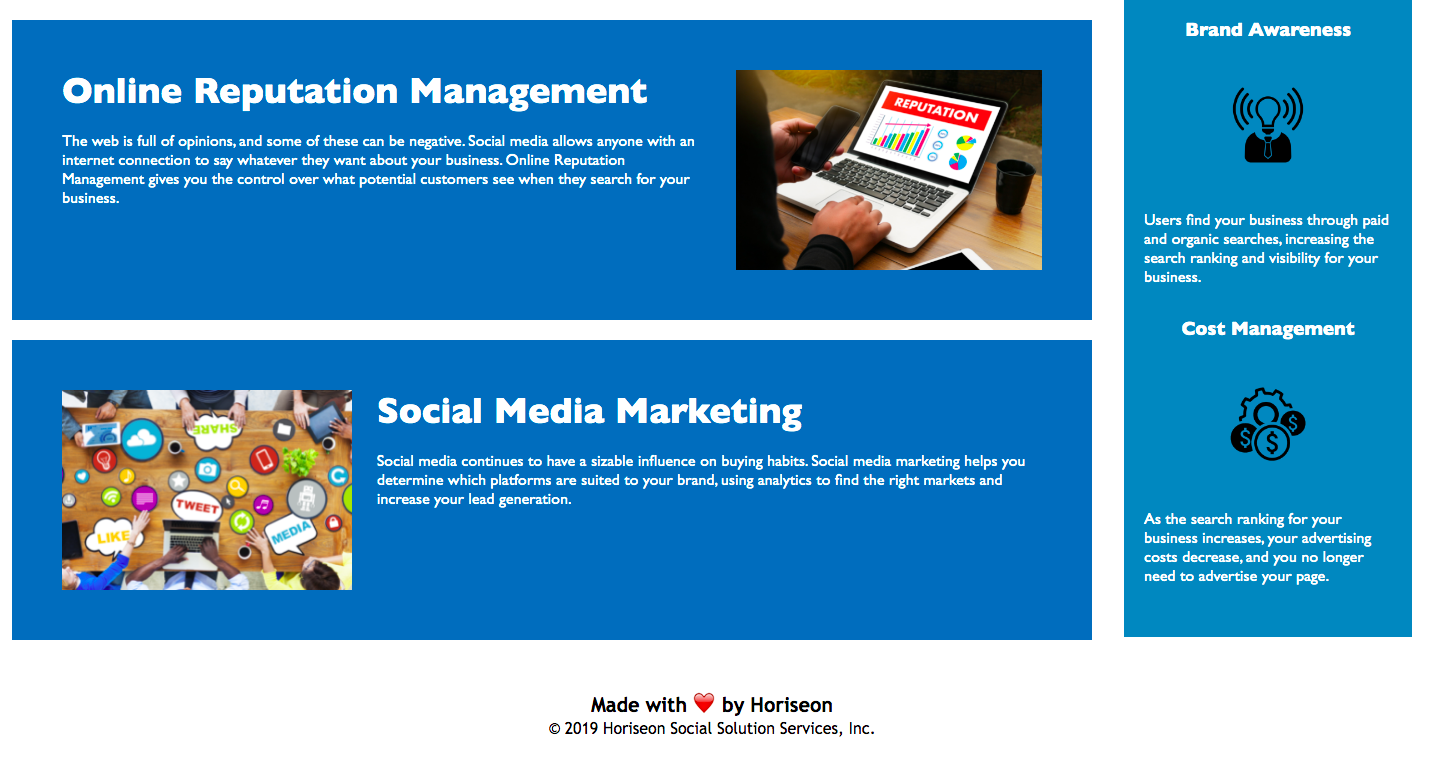 Online Reputation Management
The web is full of opinions, and some of these can be negative. Social media allows anyone with an
internet connection to say whatever they want about your business. Online Reputation
Management gives you the control over what potential customers see when they search for your
business.
REPUTATION
Social Media Marketing
Social media continues to have a sizable influence on buying habits. Social media marketing helps you
determine which platforms are suited to your brand, using analytics to find the right markets and
increase your lead generation.
SHARE
TWEET
LIKE
MEDIA
Brand Awareness
Users find your business through paid
and organic searches, increasing the
search ranking and visibility for your
business.
Cost Management
$ $ $
As the search ranking for your
business increases, your advertising
costs decrease, and you no longer
need to advertise your page.
Made with ❤️ by Horiseon
© 2019 Horiseon Social Solution Services, Inc.